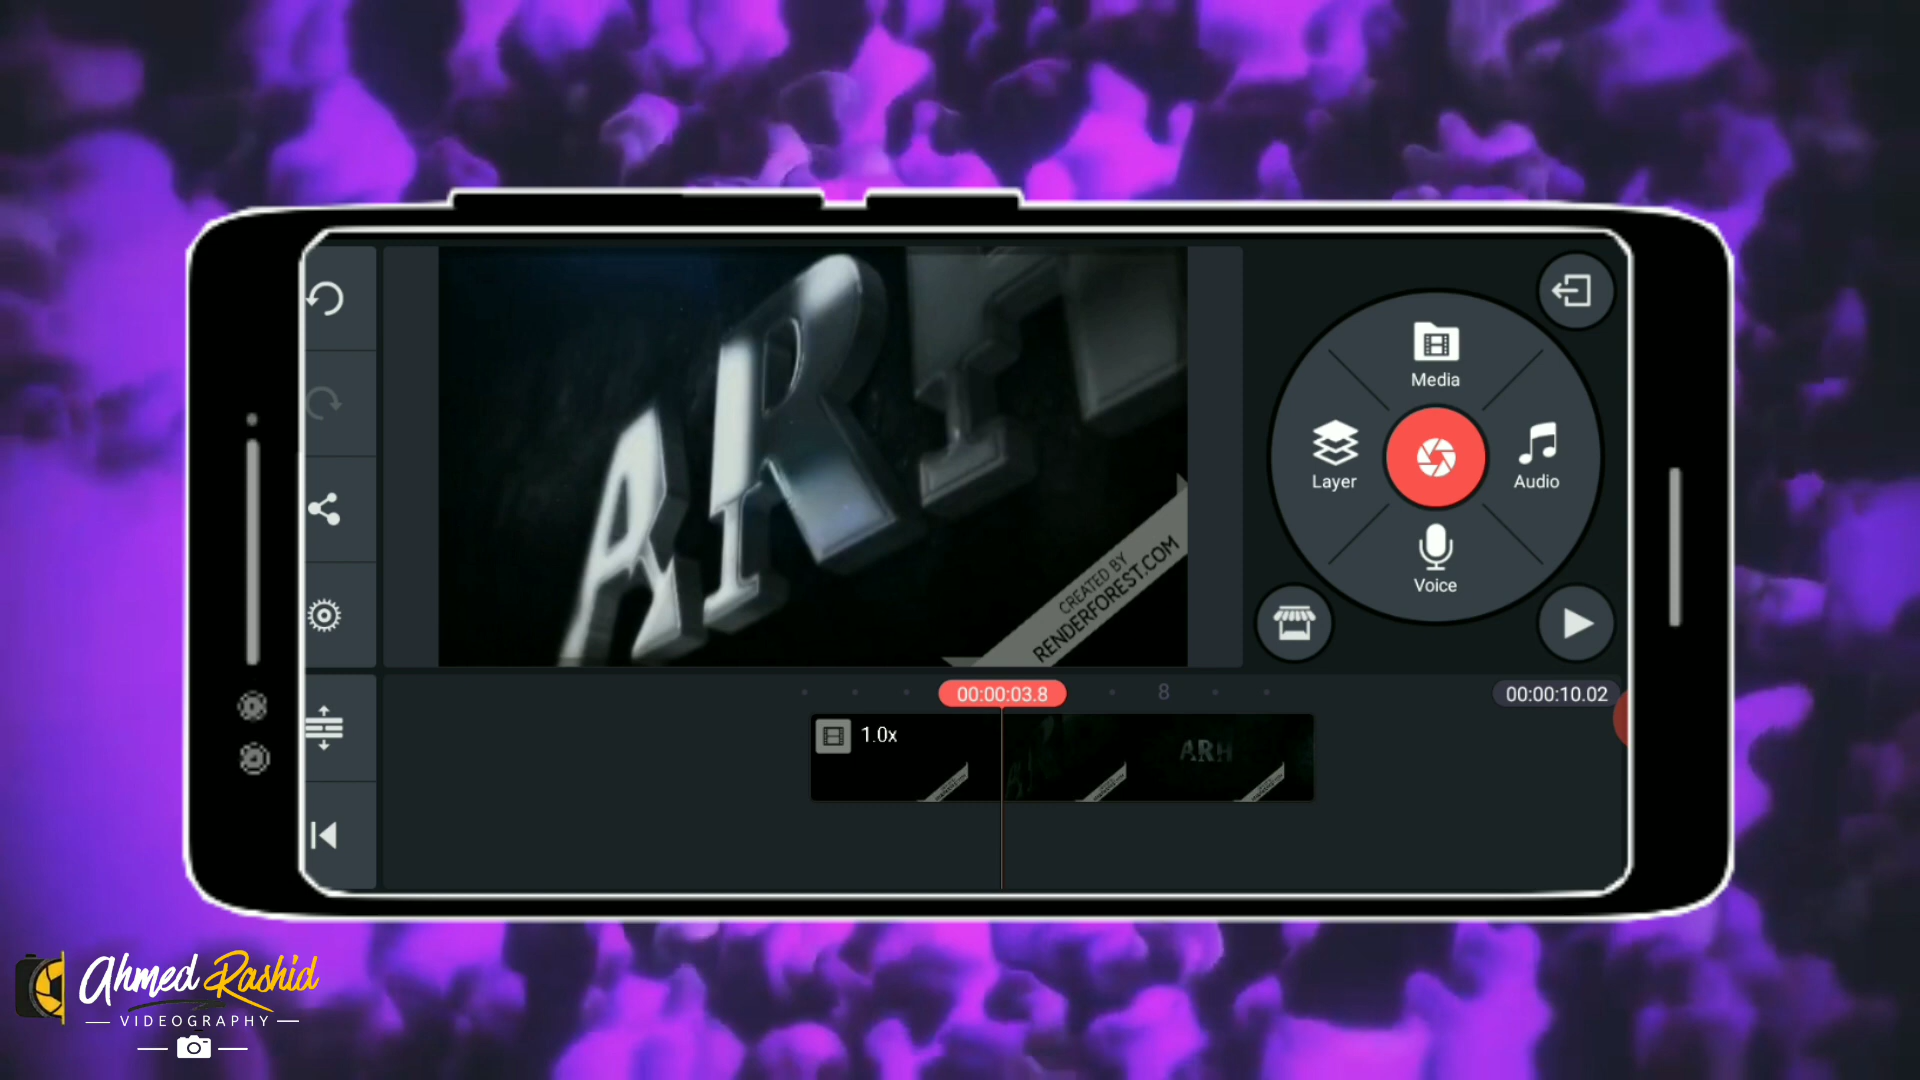 ARH
CREATED BY
RENDERFOREST.COM
Media
Layer
Audio
Voice
00:00:03.8
8
00:00:10.02
1.0x
ARH
Ahmed Rashid
VIDEOGRAPHY